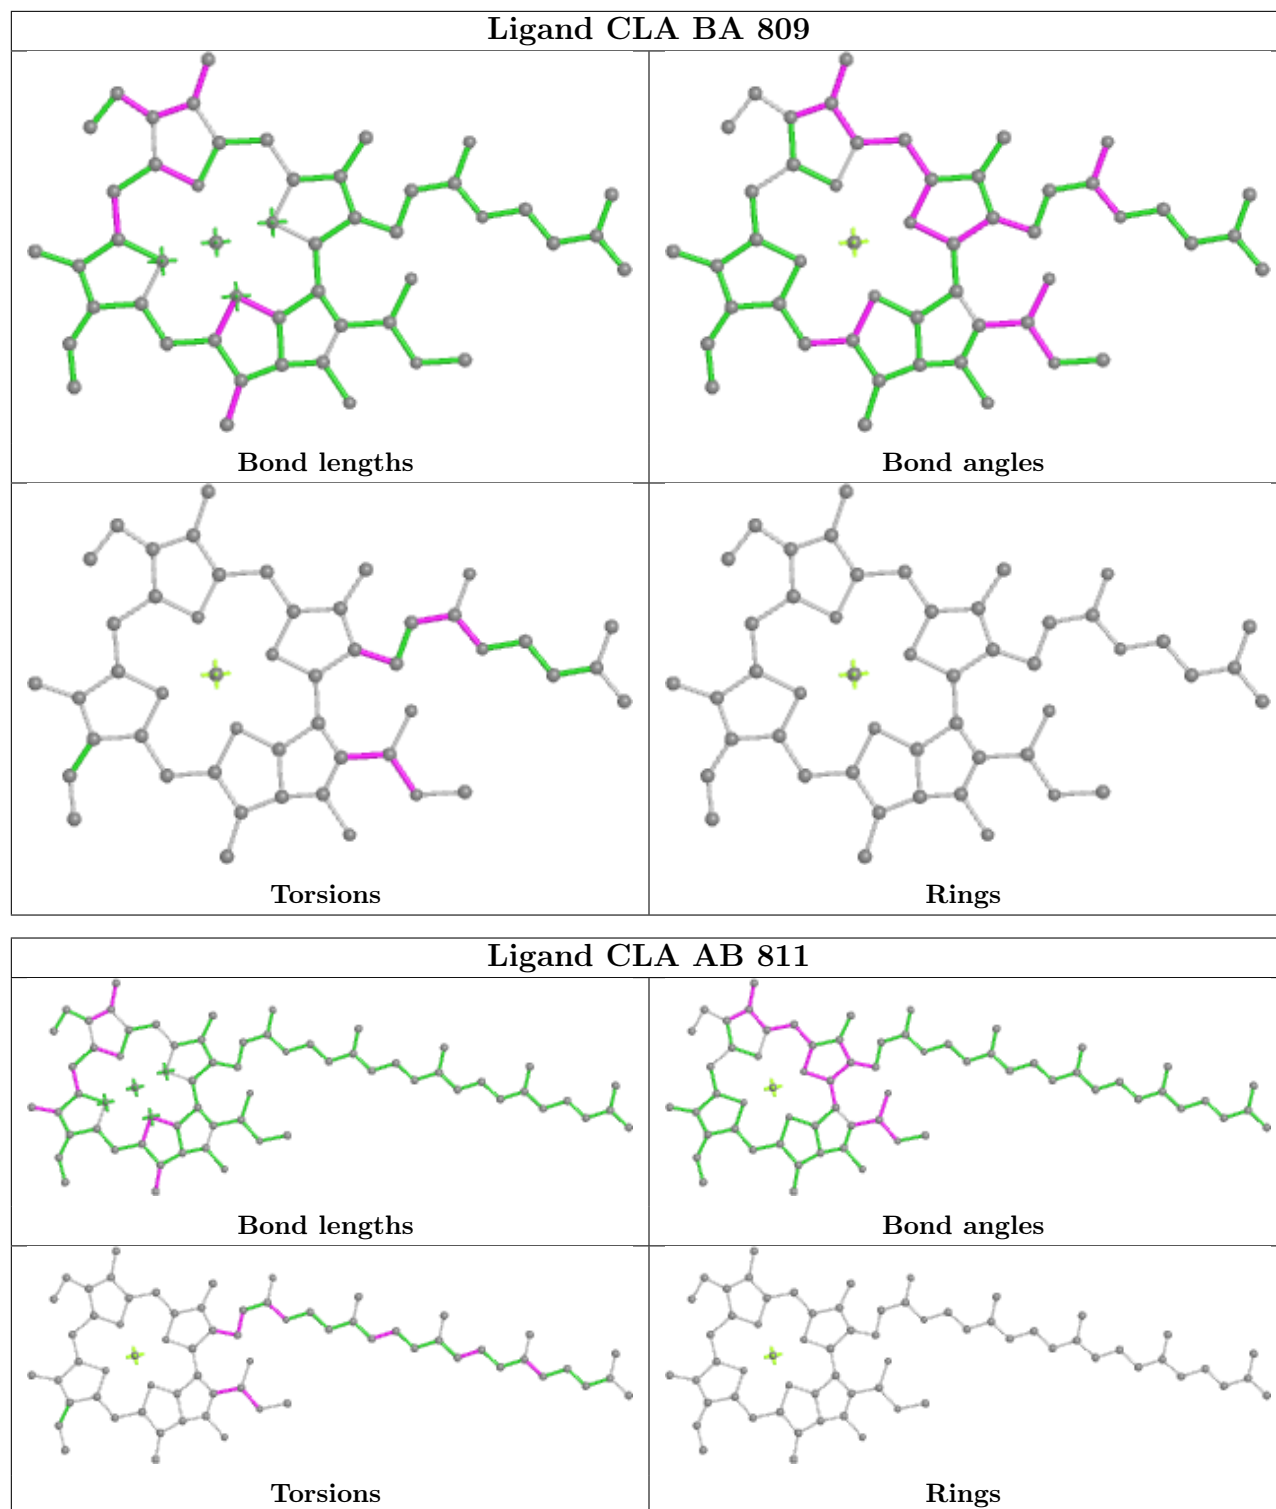 Ligand CLA BA 809
Bond lengths
Bond angles
Torsions
Rings
Ligand CLA AB 811
Bond lengths
Bond angles
Torsions
Rings